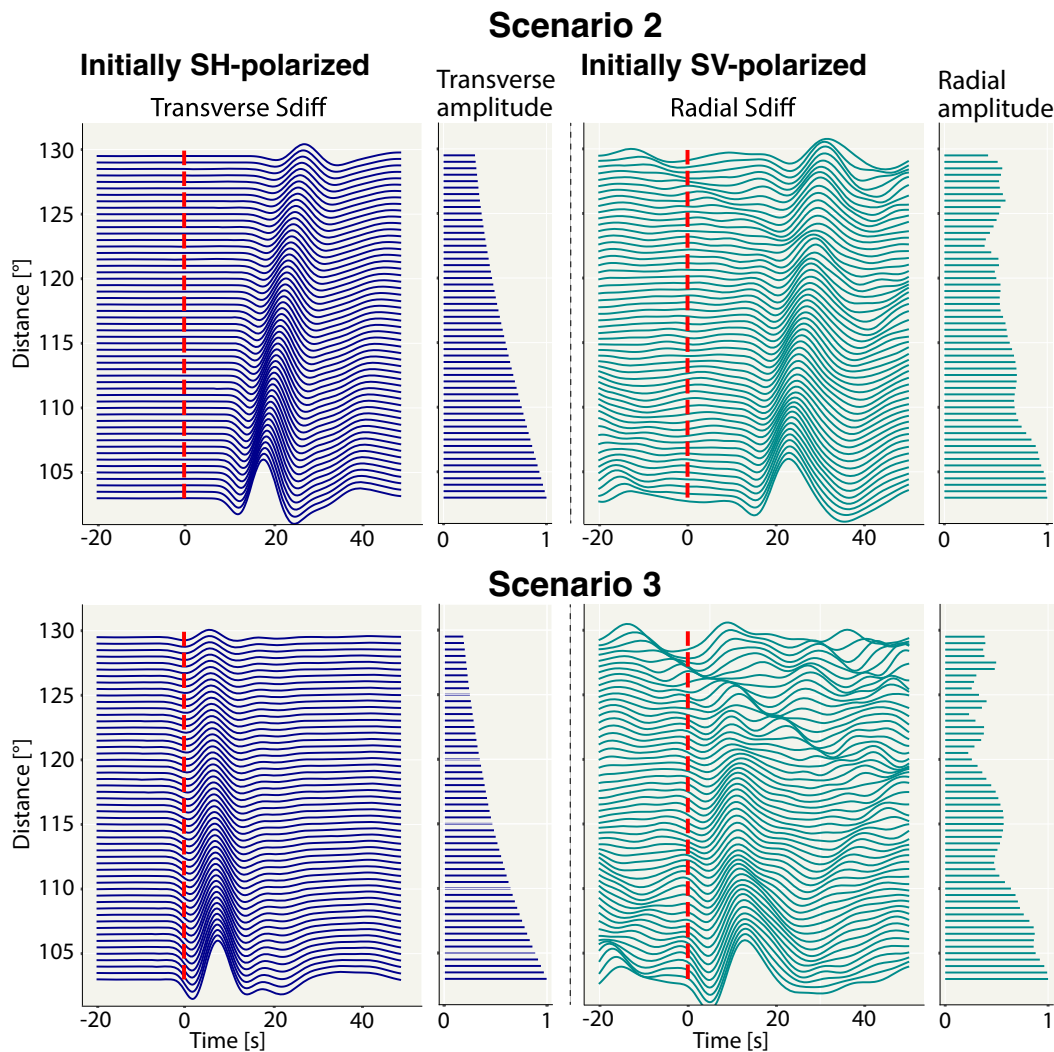 Scenario 2
Initially SH-polarized
Transverse Sdiff
Transverse
amplitude
Initially SV-polarized
Radial Sdiff
Radial
amplitude
Distance [°]
130
125
120
115
110
105
-20 0 20 40
0 1
-20 0 20 40
0 1
Scenario 3
Distance [°]
130
125
120
115
110
105
-20 0 20 40
0 1
-20 0 20 40
0 1
Time [s]
Time [s]